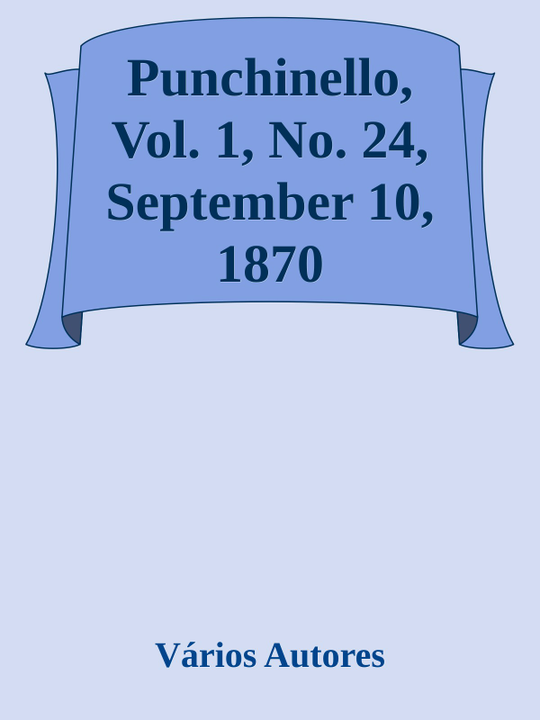 Punchinello,
Vol. 1, No. 24,
September 10,
1870
Vários Autores